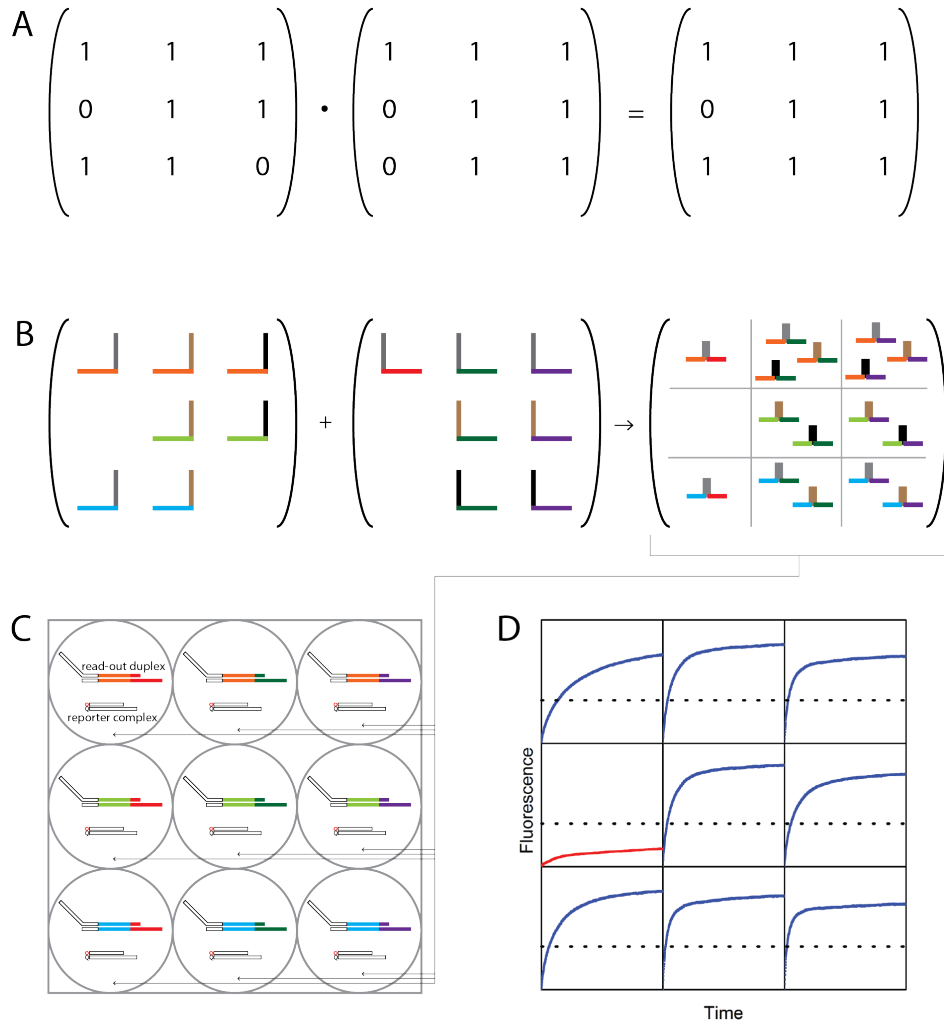 A
1 1 1 1 1 1 1 1 1
0 1 1 • 0 1 1 = 0 1 1
1 1 0 0 1 1 1 1 1
B
+ →
C
D
read-out duplex
reporter complex
Fluorescence
Time